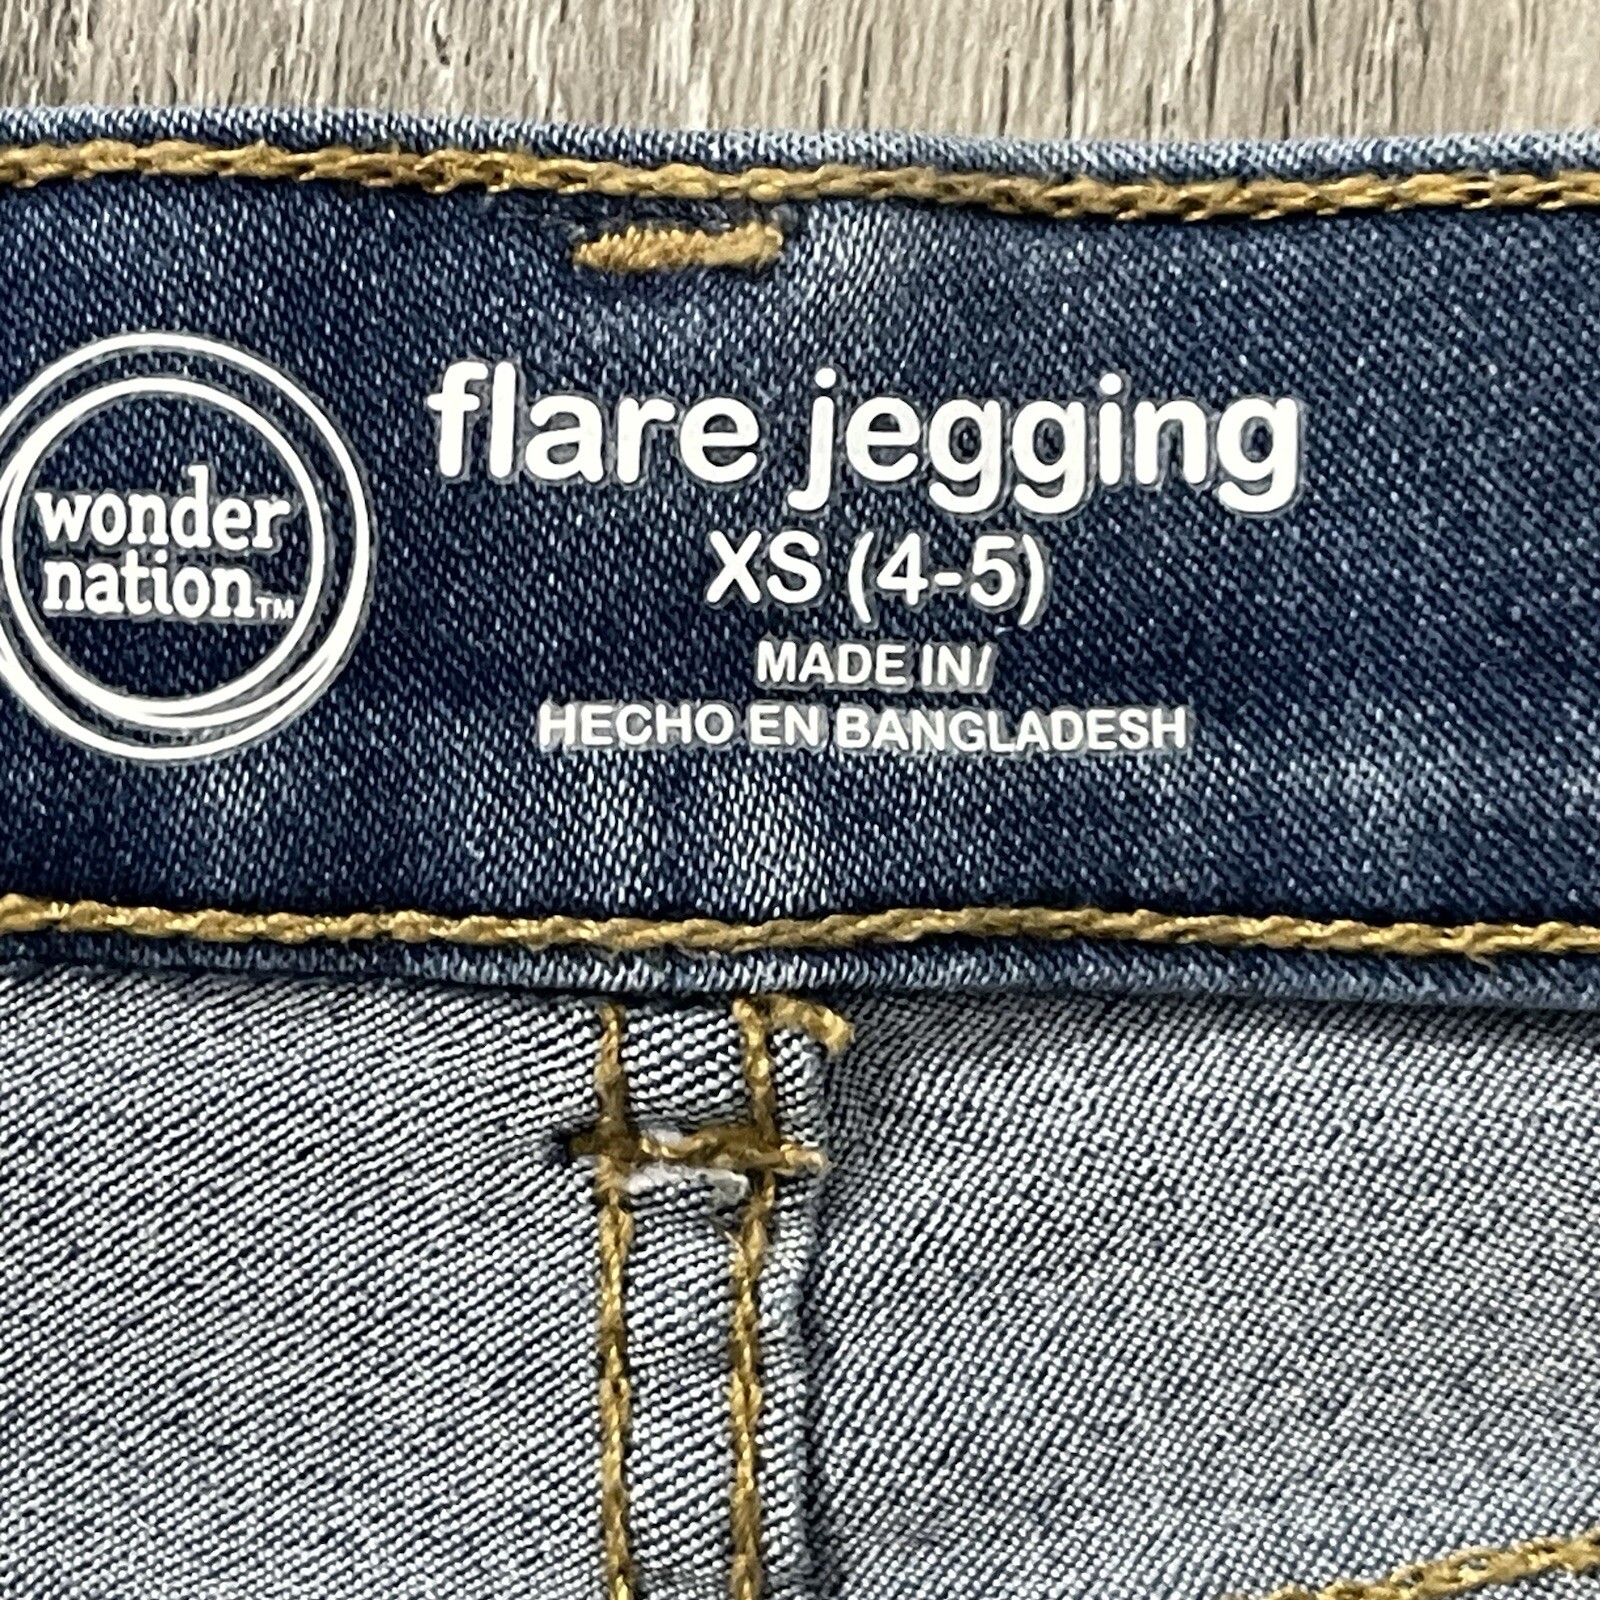 wonder
nation™
flare jegging
XS (4-5)
MADE IN/
HECHO EN BANGLADESH